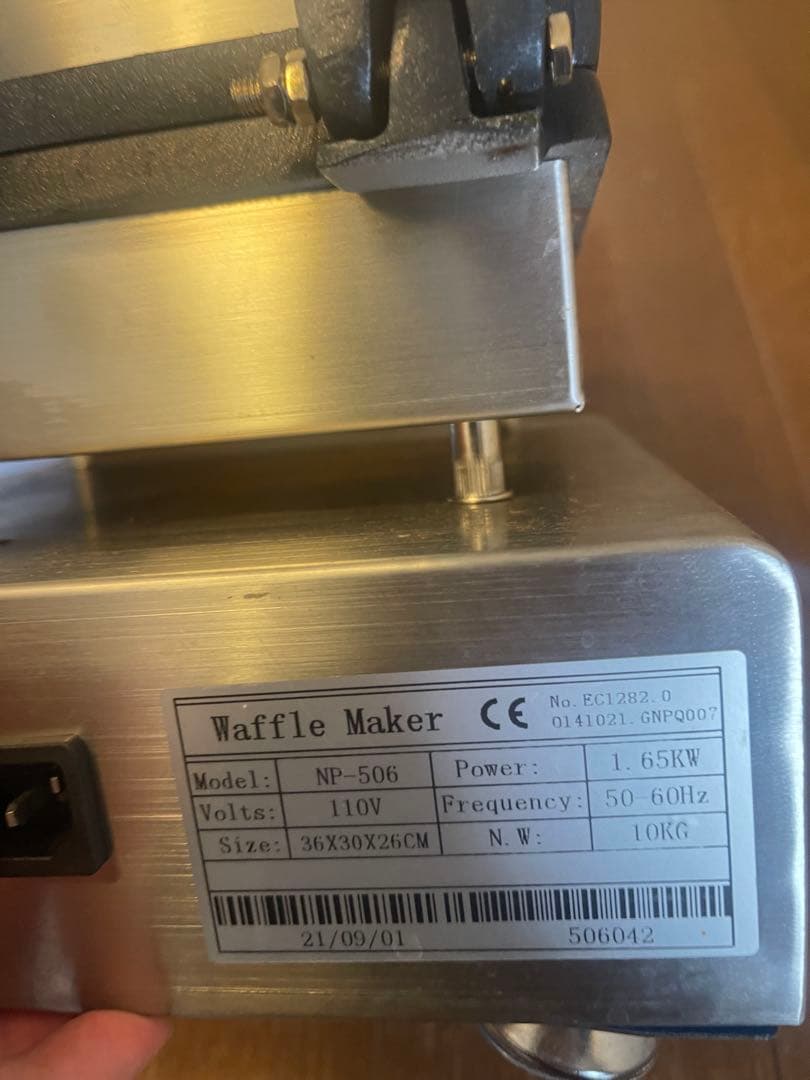 Waffle Maker CE No. EC1282.0
0141021.GNPQ007
Model: NP-506 Power: 1.65KW
Volts: 110V Frequency: 50-60Hz
Size: 36X30X26CM N.W: 10KG
21/09/01 506042